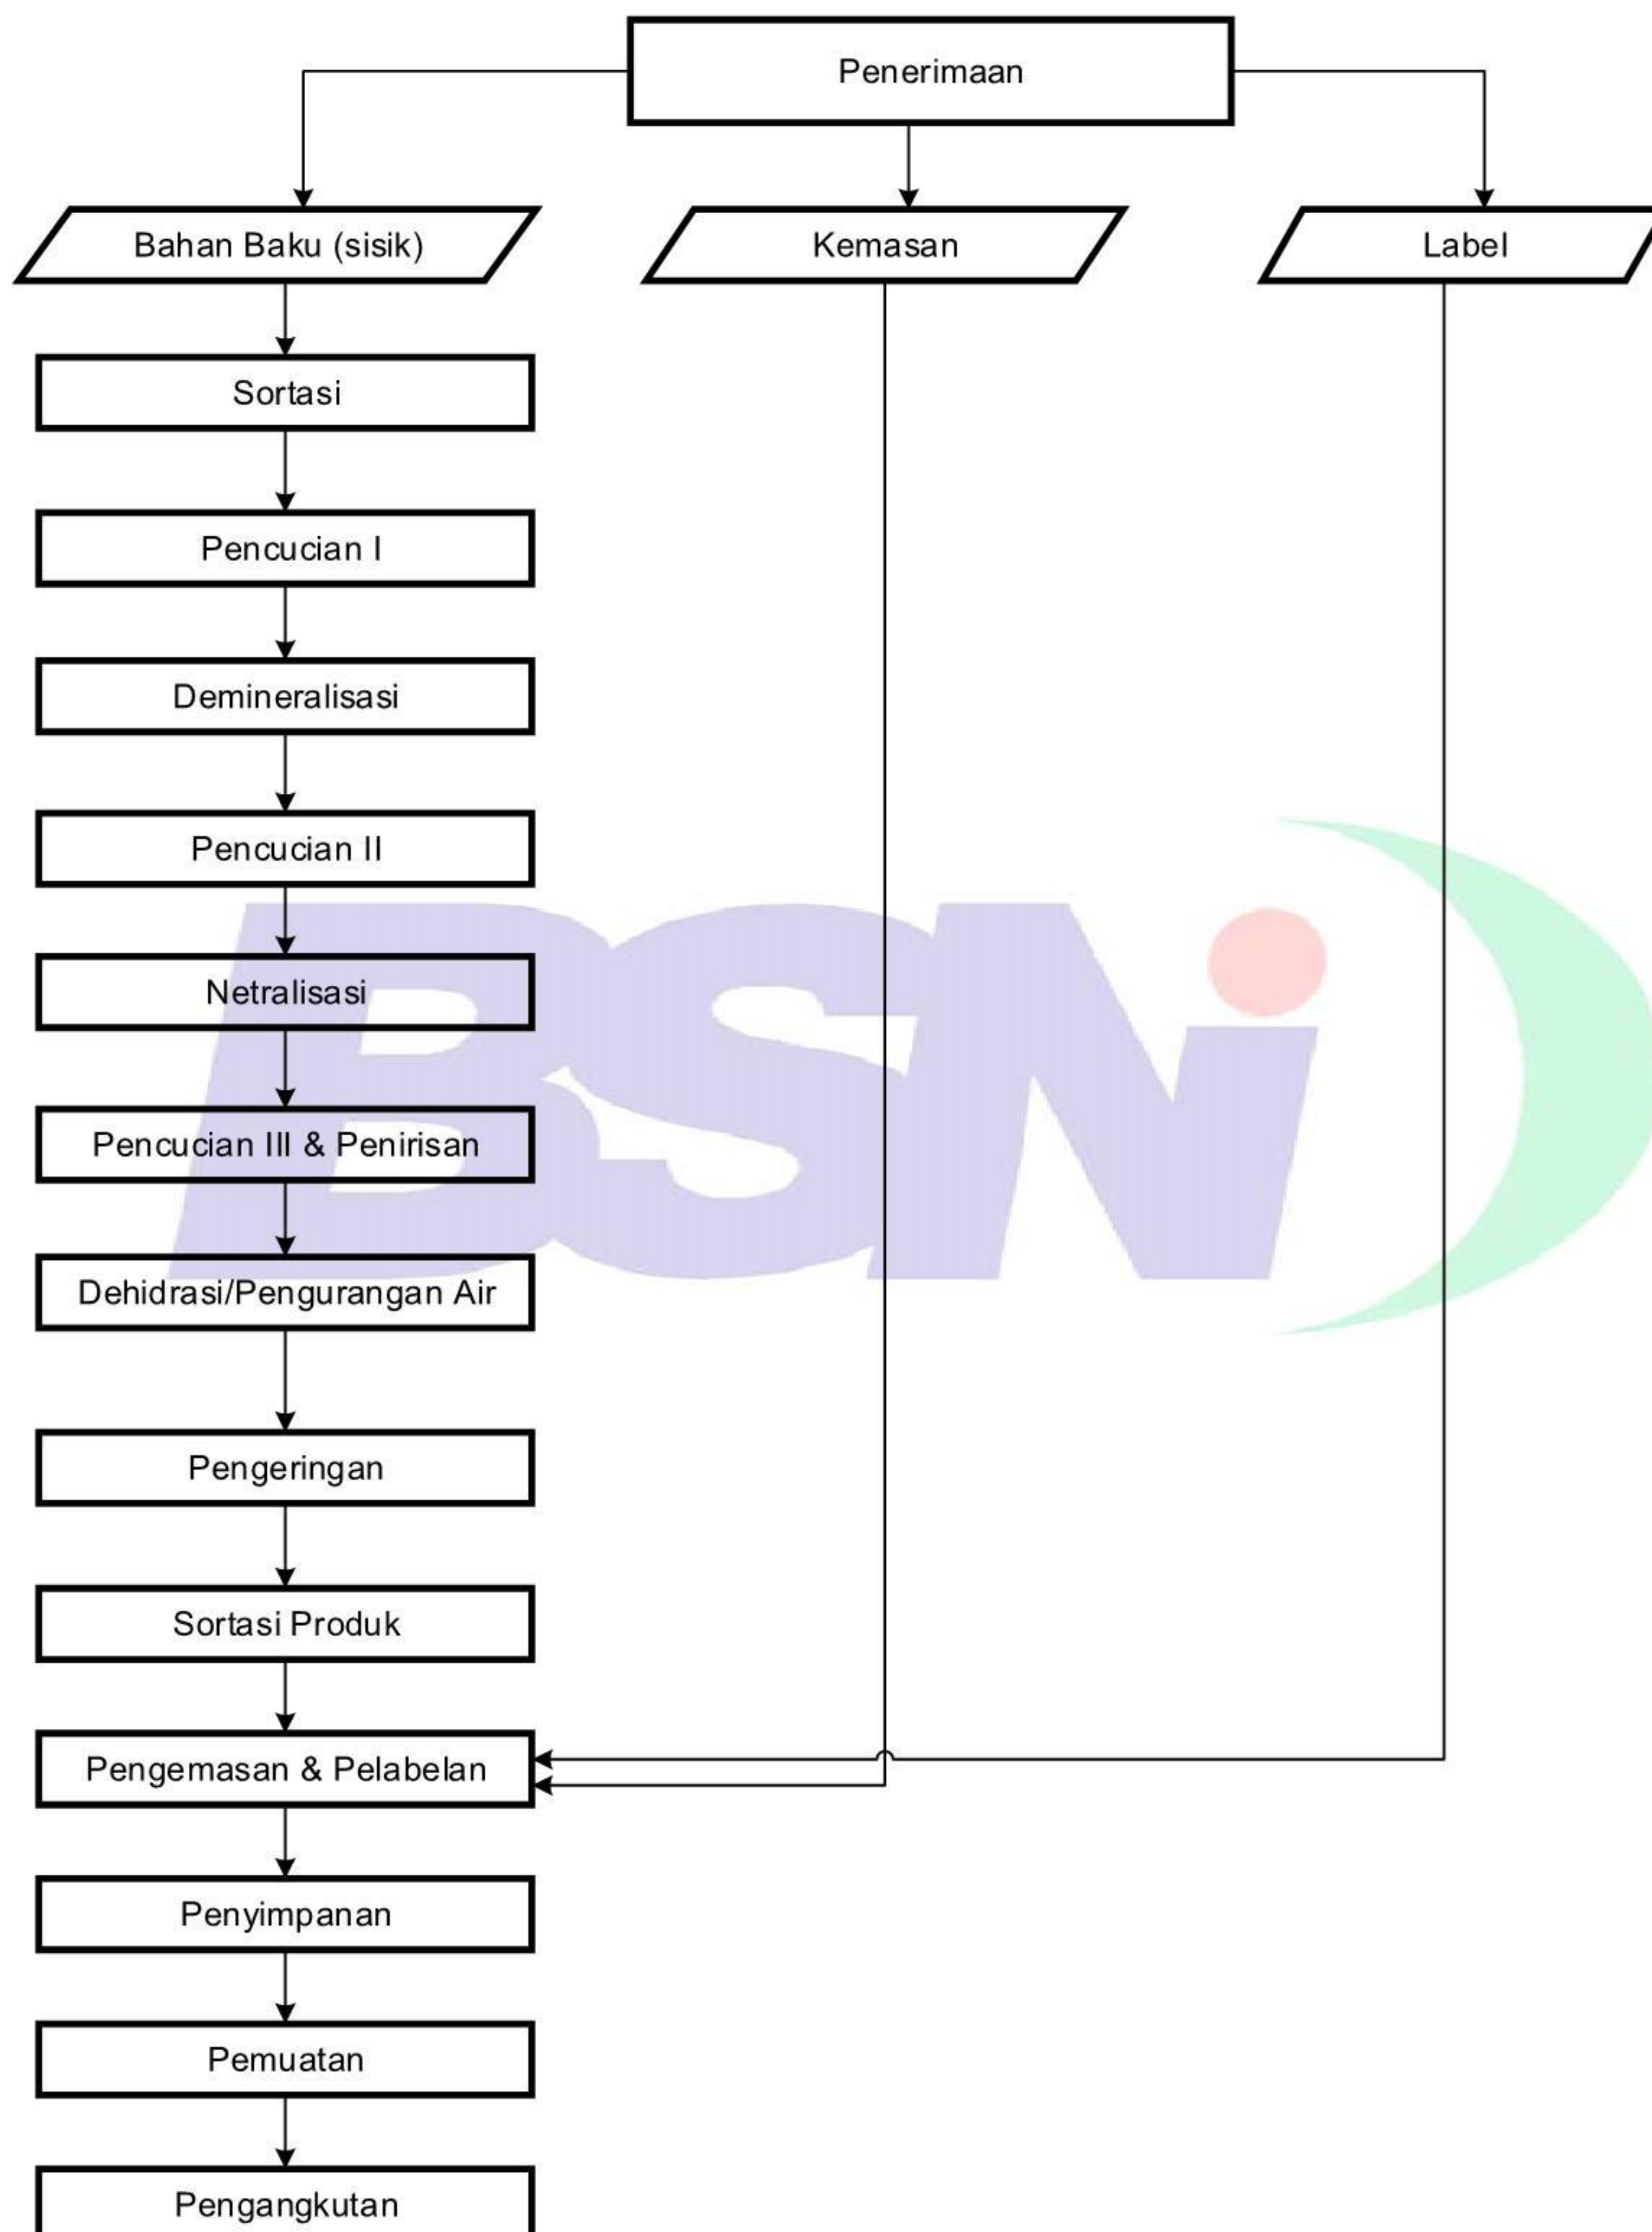 Penerimaan
Bahan Baku (sisik)
Kemasan
Label
Sortasi
Pencucian I
Demineralisasi
Pencucian II
Netralisasi
Pencucian III & Penirisan
Dehidrasi/Pengurangan Air
Pengeringan
Sortasi Produk
Pengemasan & Pelabelan
Penyimpanan
Pemuatan
Pengangkutan
BSNi